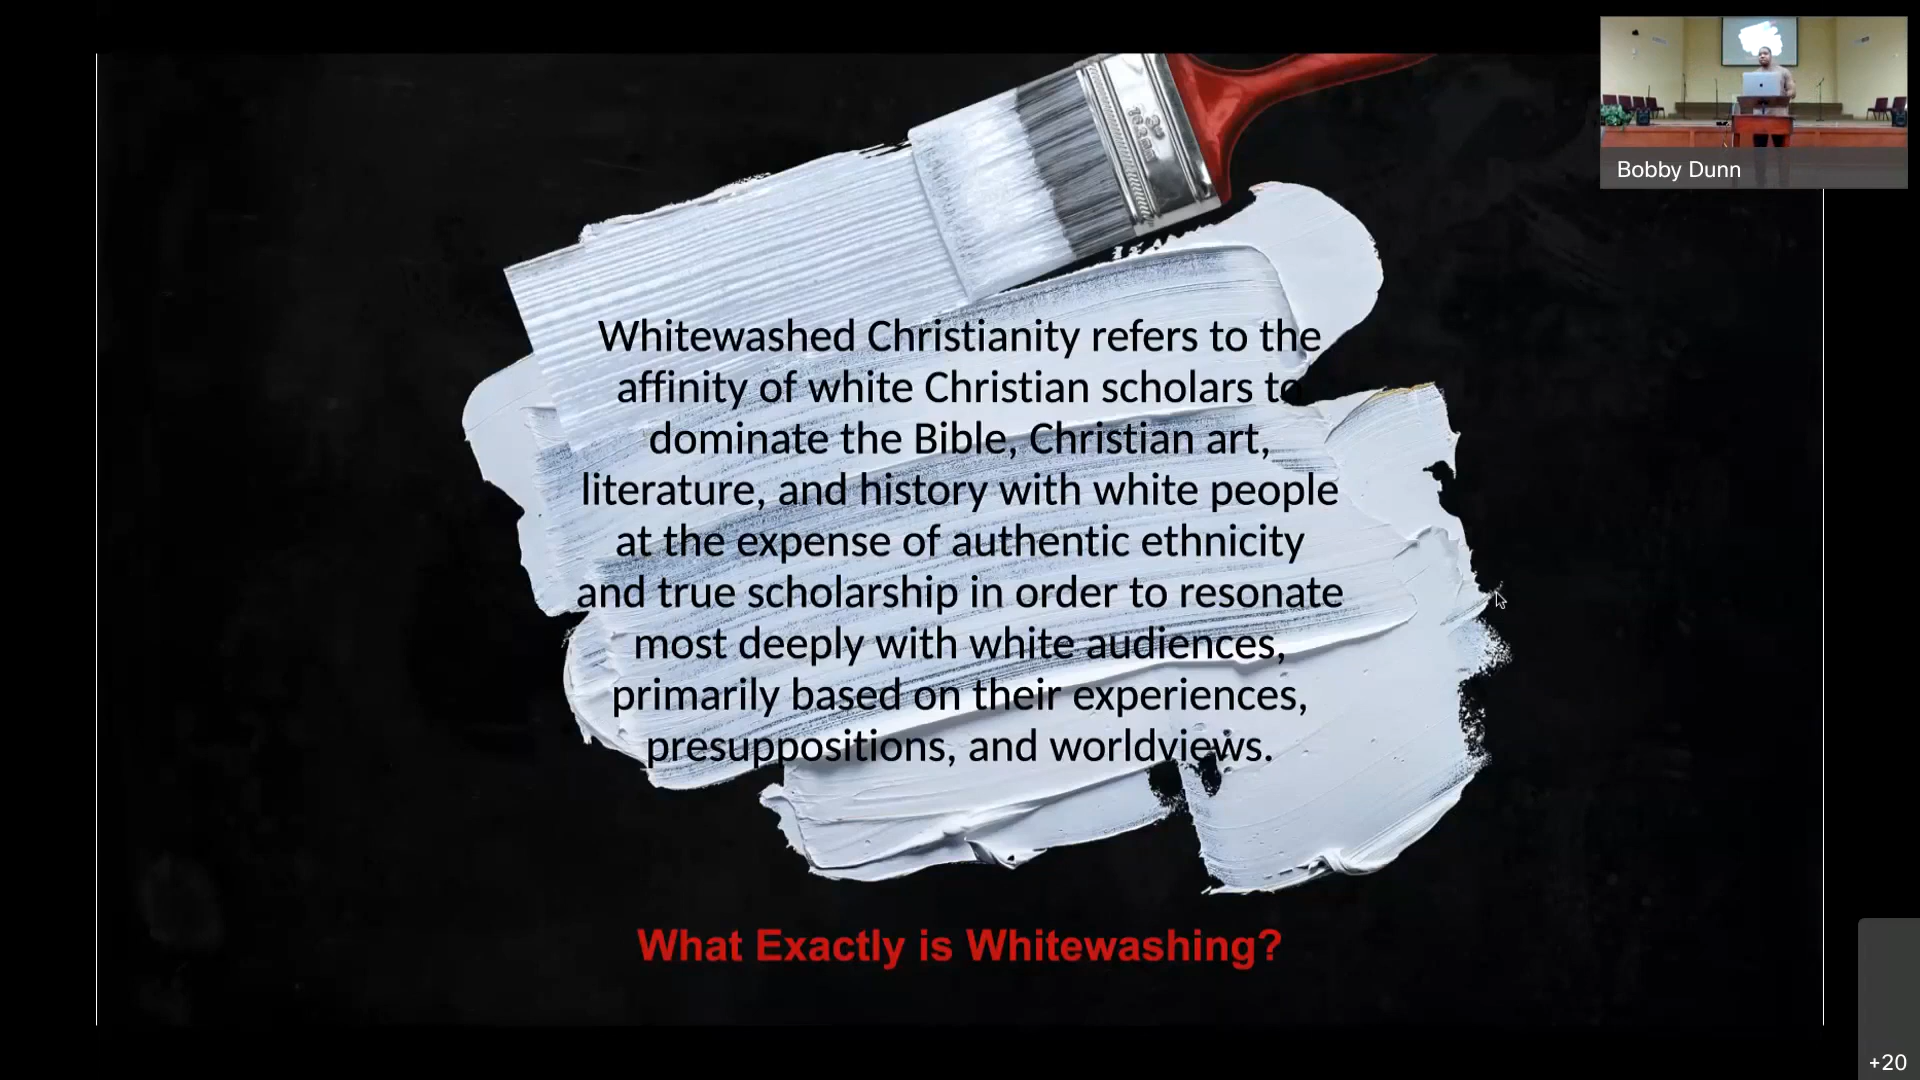 Bobby Dunn
Whitewashed Christianity refers to the
affinity of white Christian scholars to
dominate the Bible, Christian art,
literature, and history with white people
at the expense of authentic ethnicity
and true scholarship in order to resonate
most deeply with white audiences,
primarily based on their experiences,
presuppositions, and worldviews.
What Exactly is Whitewashing?
+20